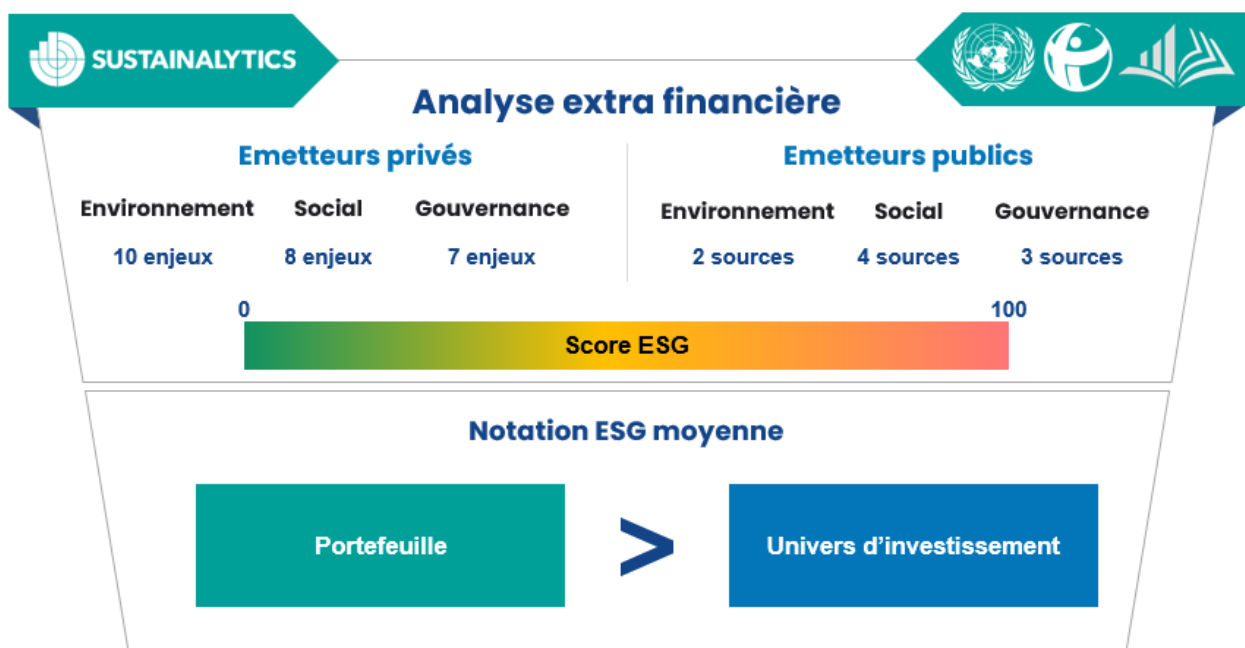 SUSTAINALYTICS
Analyse extra financière
Emetteurs privés
Emetteurs publics
Environnement Social Gouvernance
10 enjeux 8 enjeux 7 enjeux
Environnement Social Gouvernance
2 sources 4 sources 3 sources
0 100
Score ESG
Notation ESG moyenne
Portefeuille > Univers d’investissement